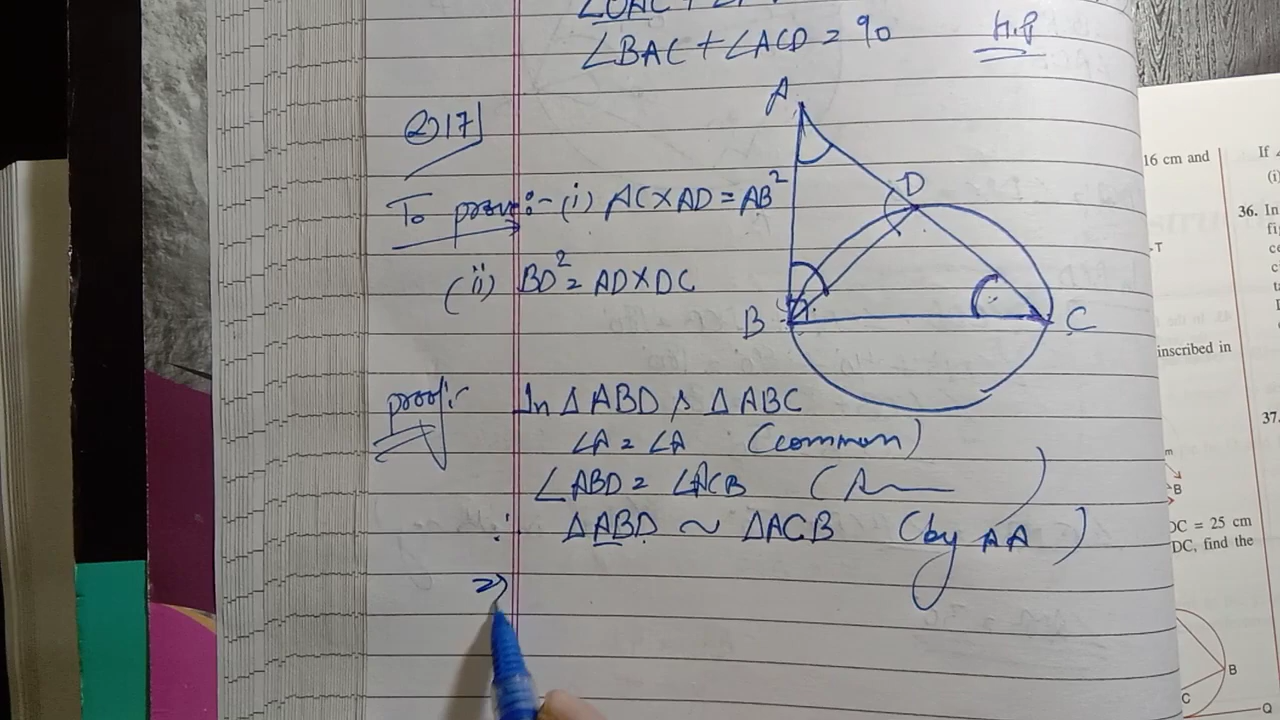 ∠BAC + ∠ACD = 90
H.P
Q17
To prove:- (i) AC×AD = AB²
(ii) BD² = AD×DC
A
D
B
C
proof:-
In △ABD & △ABC
∠A = ∠A (common)
∠ABD = ∠ACB
∴ △ABD ~ △ACB (by AA)
⇒
16 cm and
-T
inscribed in
B
DC = 25 cm
DC, find the
B
C
Q
If
(i)
36. In
37.